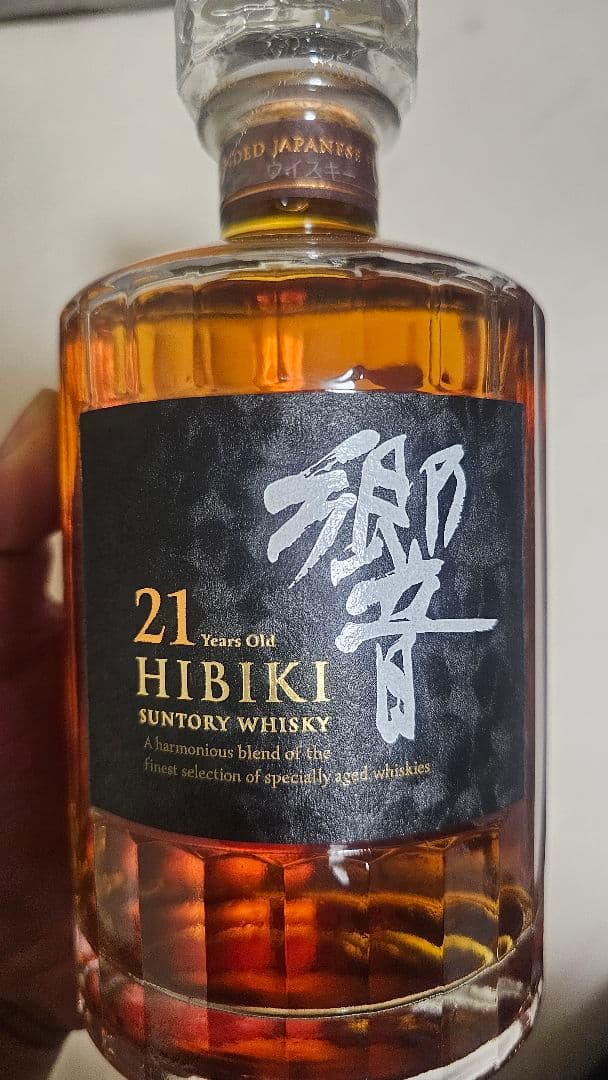 JAPANESE
ウイスキー
響
21 Years Old
HIBIKI
SUNTORY WHISKY
A harmonious blend of the
finest selection of specially aged whiskies